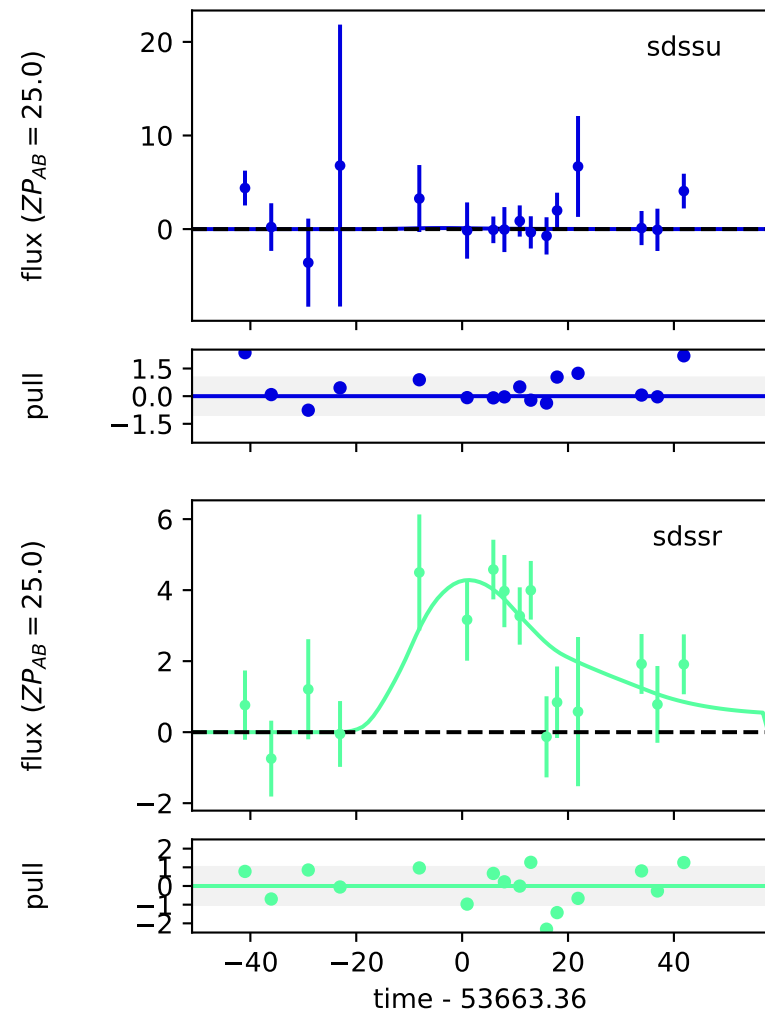 flux (ZP_AB = 25.0)
20
10
0
sdssu
pull
1.5
0.0
−1.5
flux (ZP_AB = 25.0)
6
4
2
0
−2
sdssr
pull
2
1
0
−1
−2
−40 −20 0 20 40
time - 53663.36